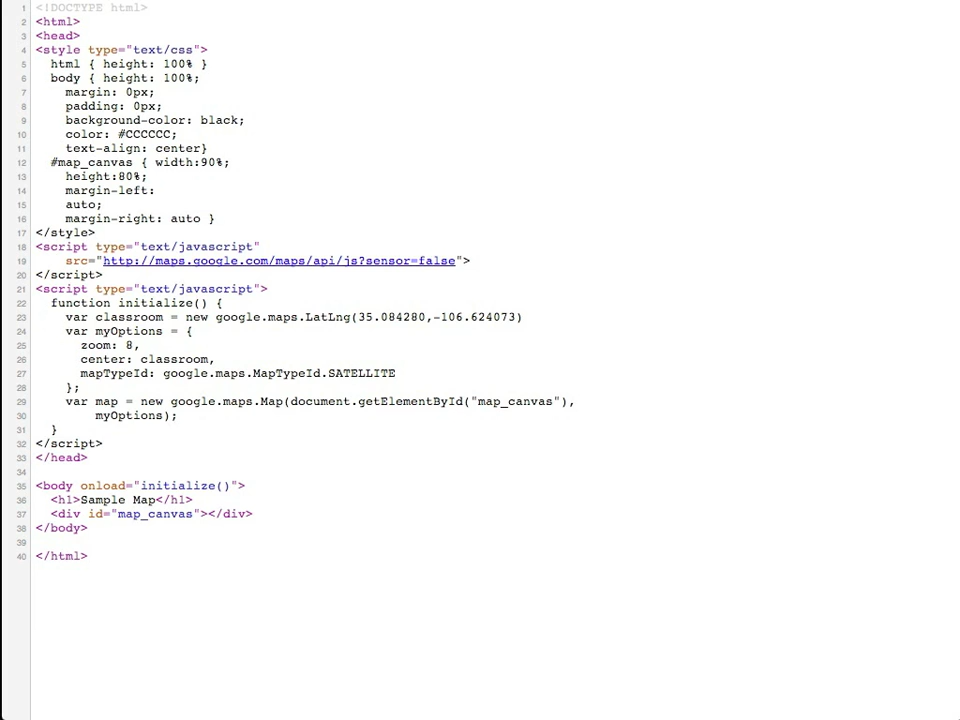 1 <!DOCTYPE html>
2 <html>
3 <head>
4 <style type="text/css">
5   html { height: 100% }
6   body { height: 100%;
7     margin: 0px;
8     padding: 0px;
9     background-color: black;
10     color: #CCCCCC;
11     text-align: center}
12   #map_canvas { width:90%;
13     height:80%;
14     margin-left:
15     auto;
16     margin-right: auto }
17 </style>
18 <script type="text/javascript"
19     src="http://maps.google.com/maps/api/js?sensor=false">
20 </script>
21 <script type="text/javascript">
22   function initialize() {
23     var classroom = new google.maps.LatLng(35.084280,-106.624073)
24     var myOptions = {
25       zoom: 8,
26       center: classroom,
27       mapTypeId: google.maps.MapTypeId.SATELLITE
28     };
29     var map = new google.maps.Map(document.getElementById("map_canvas"),
30         myOptions);
31   }
32 </script>
33 </head>
34
35 <body onload="initialize()">
36   <h1>Sample Map</h1>
37   <div id="map_canvas"></div>
38 </body>
39
40 </html>